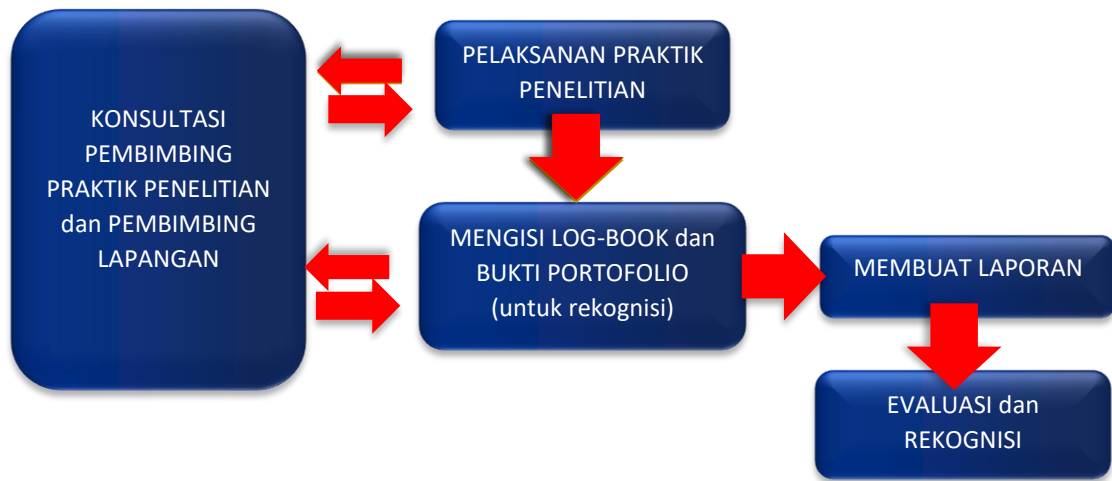 KONSULTASI
PEMBIMBING
PRAKTIK PENELITIAN
dan PEMBIMBING
LAPANGAN
PELAKSANAN PRAKTIK
PENELITIAN
MENGISI LOG-BOOK dan
BUKTI PORTOFOLIO
(untuk rekognisi)
MEMBUAT LAPORAN
EVALUASI dan
REKOGNISI